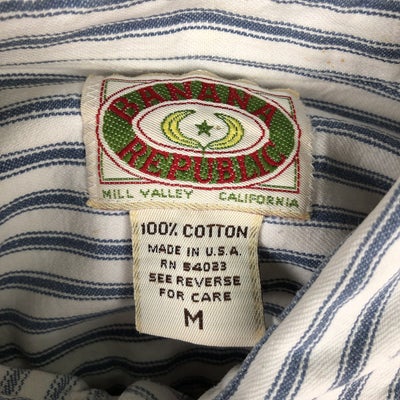 BANANA
REPUBLIC
MILL VALLEY CALIFORNIA
100% COTTON
MADE IN U.S.A.
RN 54023
SEE REVERSE
FOR CARE
M